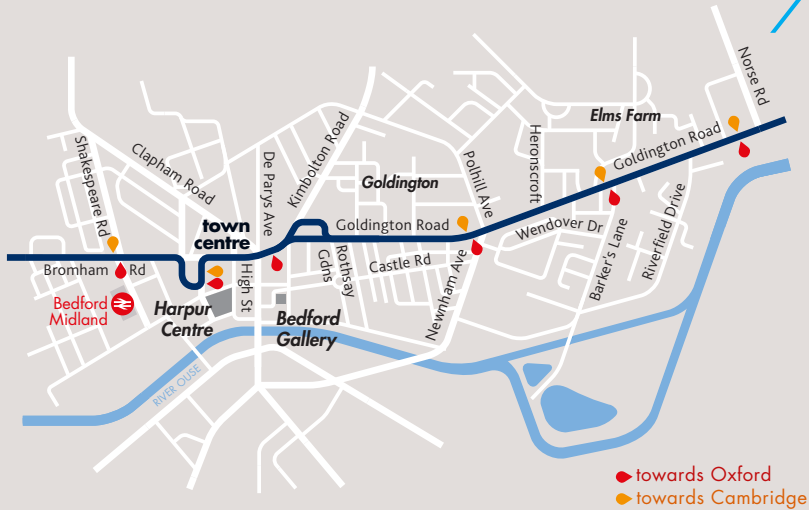 Norse Rd
Elms Farm
Goldington Road
Shakespeare Rd
Clapham Road
De Parys Ave
Kimbolton Road
Goldington
Polhill Ave
Heronscroft
town
centre
Goldington Road
Wendover Dr
Barker's Lane
Riverfield Drive
Bromham Rd
High St
Rothsay
Gdns
Castle Rd
Newnham Ave
Bedford
Midland
Harpur
Centre
Bedford
Gallery
RIVER OUSE
towards Oxford
towards Cambridge